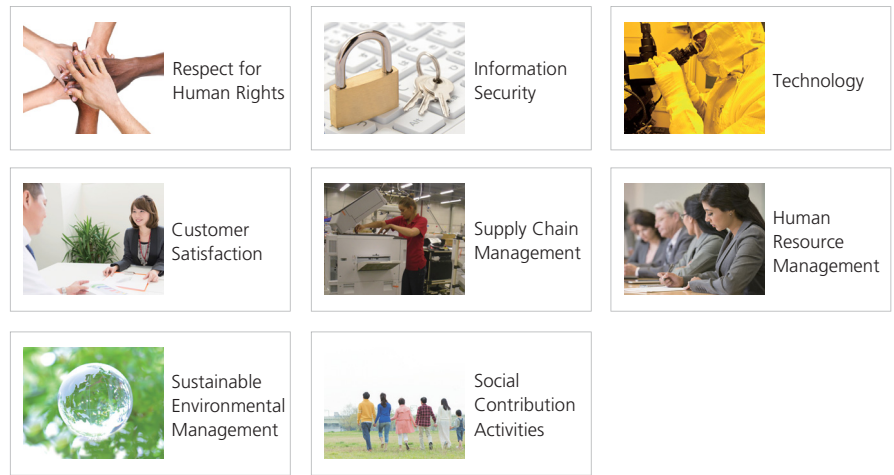 Respect for
Human Rights
Information
Security
Technology
Customer
Satisfaction
Supply Chain
Management
Human
Resource
Management
Sustainable
Environmental
Management
Social
Contribution
Activities